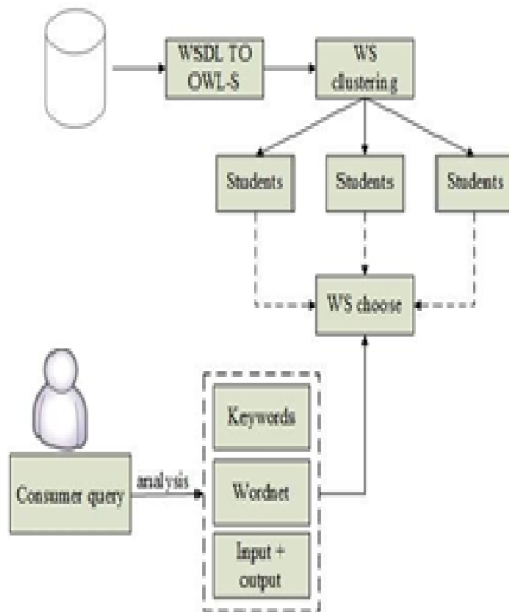 WSDL TO
OWL-S
WS
clustering
Students
Students
Students
WS choose
Keywords
Consumer query
analysis
Wordnet
Input +
output